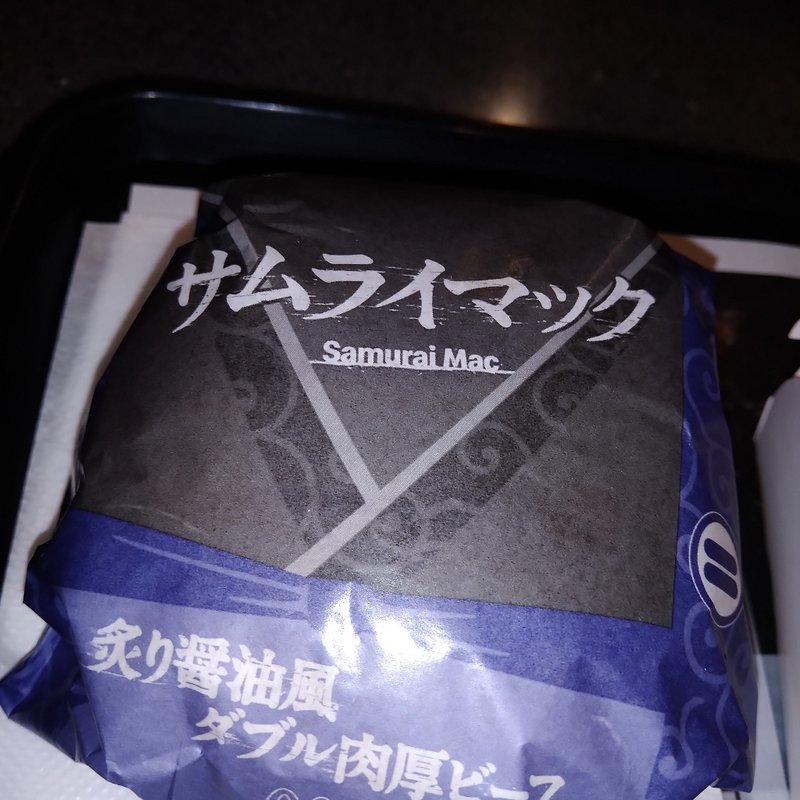 サムライマック
Samurai Mac
炙り醤油風
ダブル肉厚ビーフ